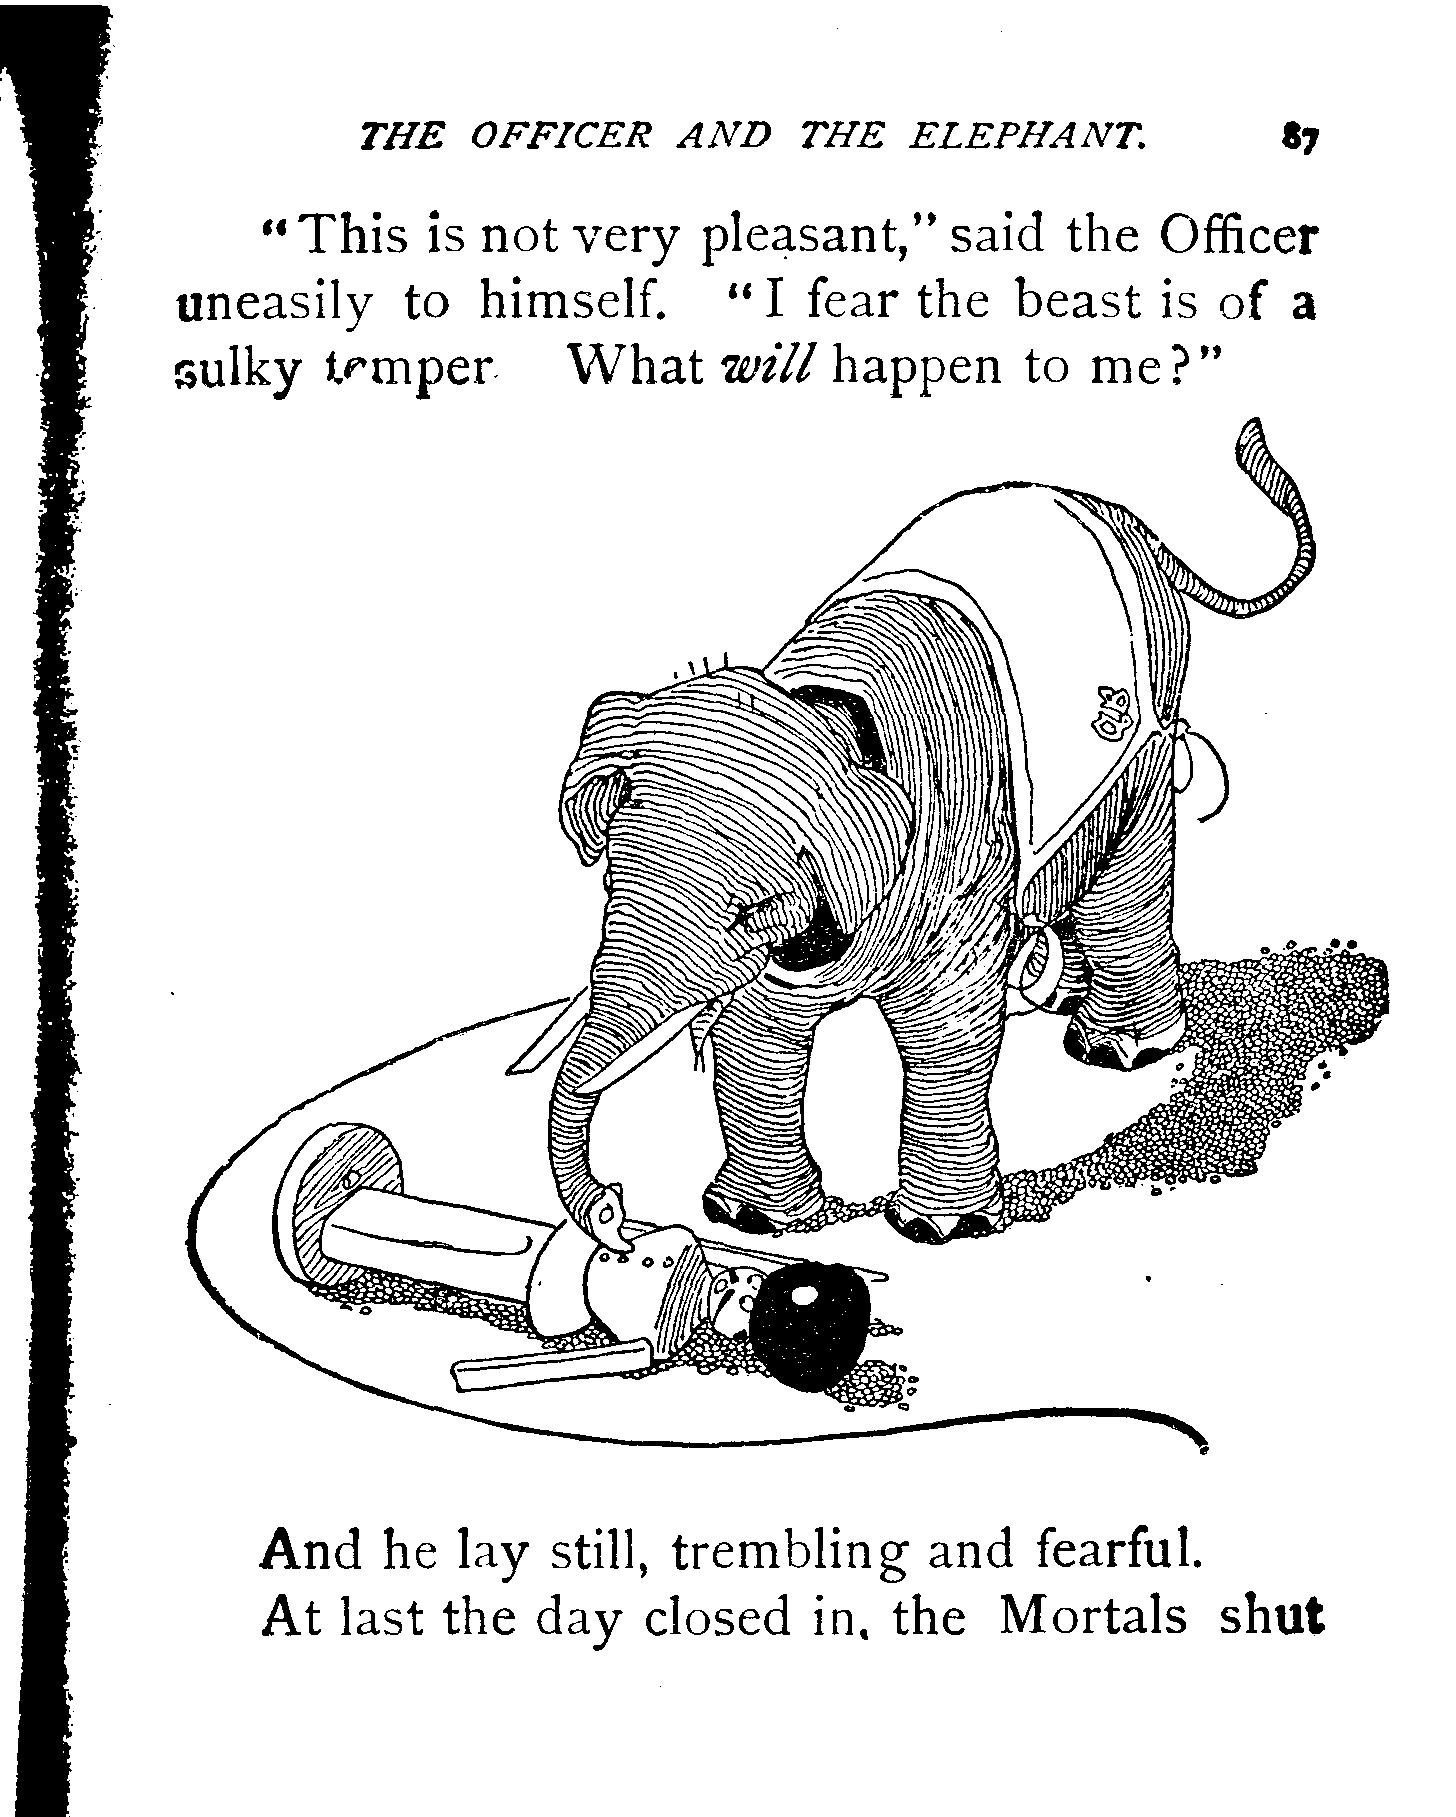 THE OFFICER AND THE ELEPHANT. 87
"This is not very pleasant," said the Officer
uneasily to himself. "I fear the beast is of a
sulky temper. What will happen to me?"
And he lay still, trembling and fearful.
At last the day closed in, the Mortals shut